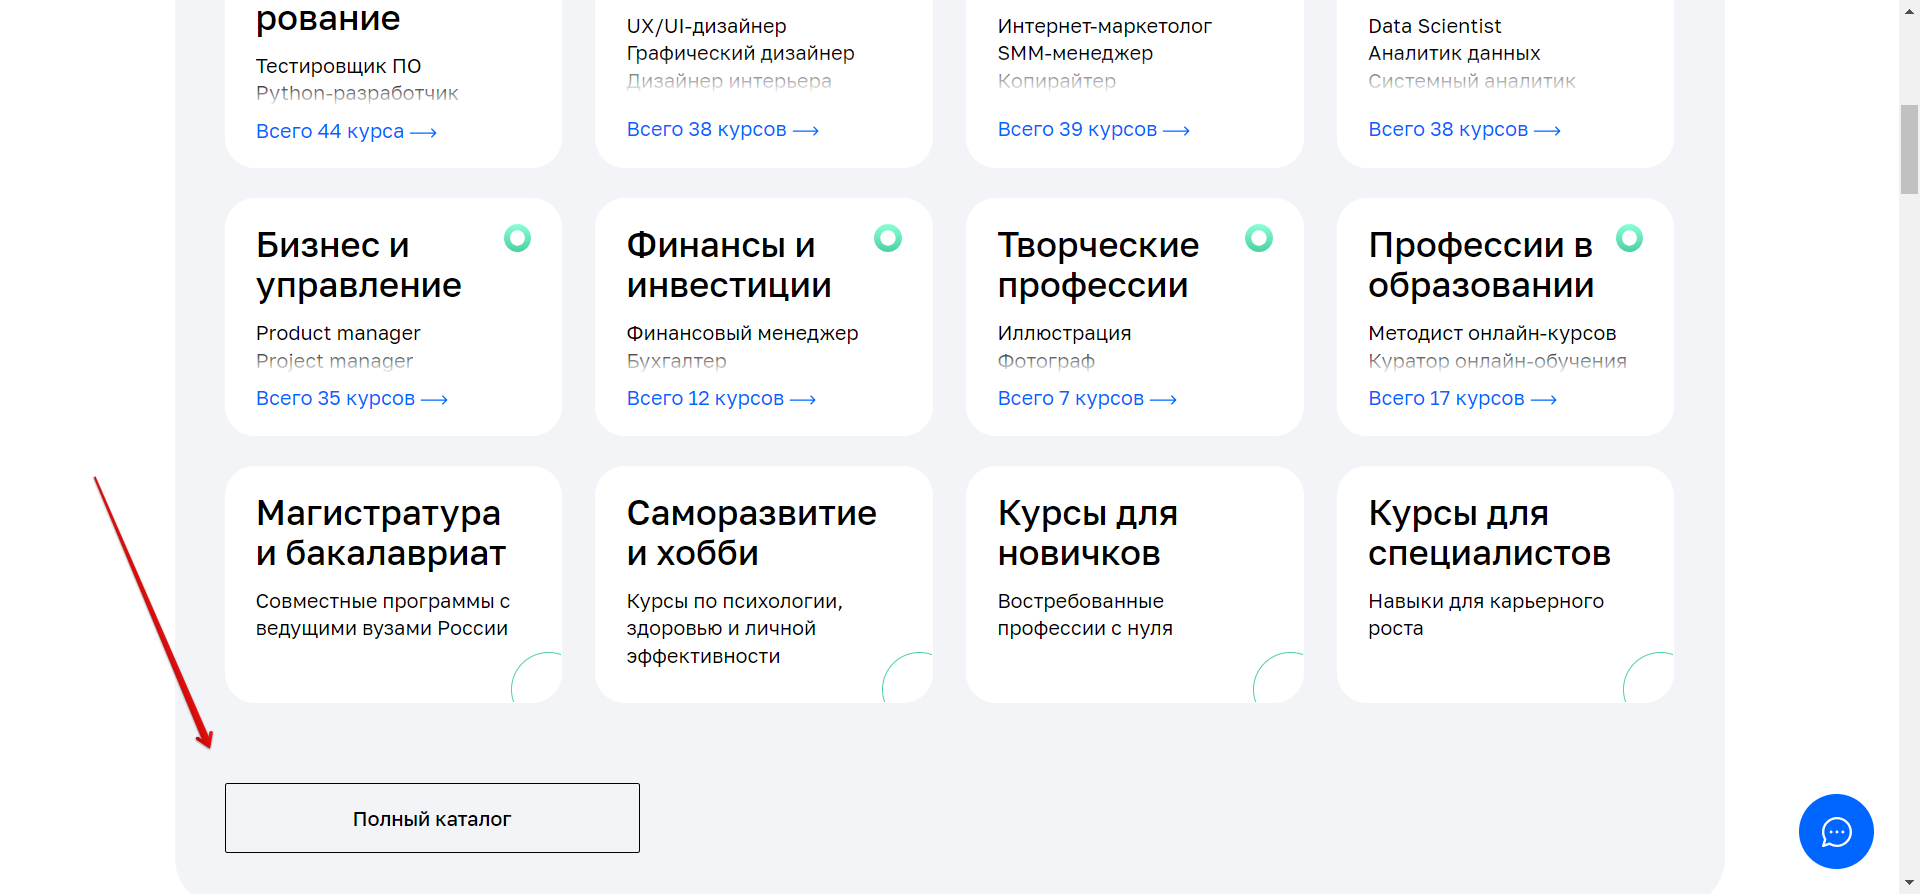 рование
Тестировщик ПО
Python-разработчик
Всего 44 курса
UX/UI-дизайнер
Графический дизайнер
Дизайнер интерьера
Всего 38 курсов
Интернет-маркетолог
SMM-менеджер
Копирайтер
Всего 39 курсов
Data Scientist
Аналитик данных
Системный аналитик
Всего 38 курсов
Бизнес и
управление
Product manager
Project manager
Всего 35 курсов
Финансы и
инвестиции
Финансовый менеджер
Бухгалтер
Всего 12 курсов
Творческие
профессии
Иллюстрация
Фотограф
Всего 7 курсов
Профессии в
образовании
Методист онлайн-курсов
Куратор онлайн-обучения
Всего 17 курсов
Магистратура
и бакалавриат
Совместные программы с
ведущими вузами России
Саморазвитие
и хобби
Курсы по психологии,
здоровью и личной
эффективности
Курсы для
новичков
Востребованные
профессии с нуля
Курсы для
специалистов
Навыки для карьерного
роста
Полный каталог